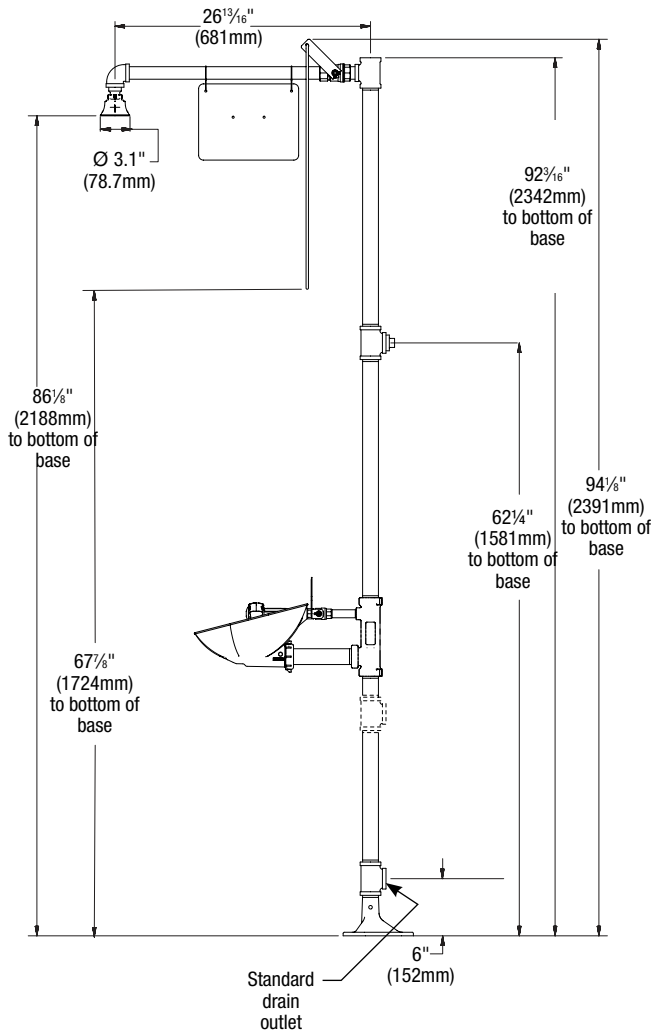 26¹³⁄₁₆"
(681mm)
Ø 3.1"
(78.7mm)
92³⁄₁₆"
(2342mm)
to bottom of
base
86⅛"
(2188mm)
to bottom of
base
94⅛"
(2391mm)
to bottom of
base
62¼"
(1581mm)
to bottom of
base
67⅞"
(1724mm)
to bottom of
base
6"
(152mm)
Standard
drain
outlet